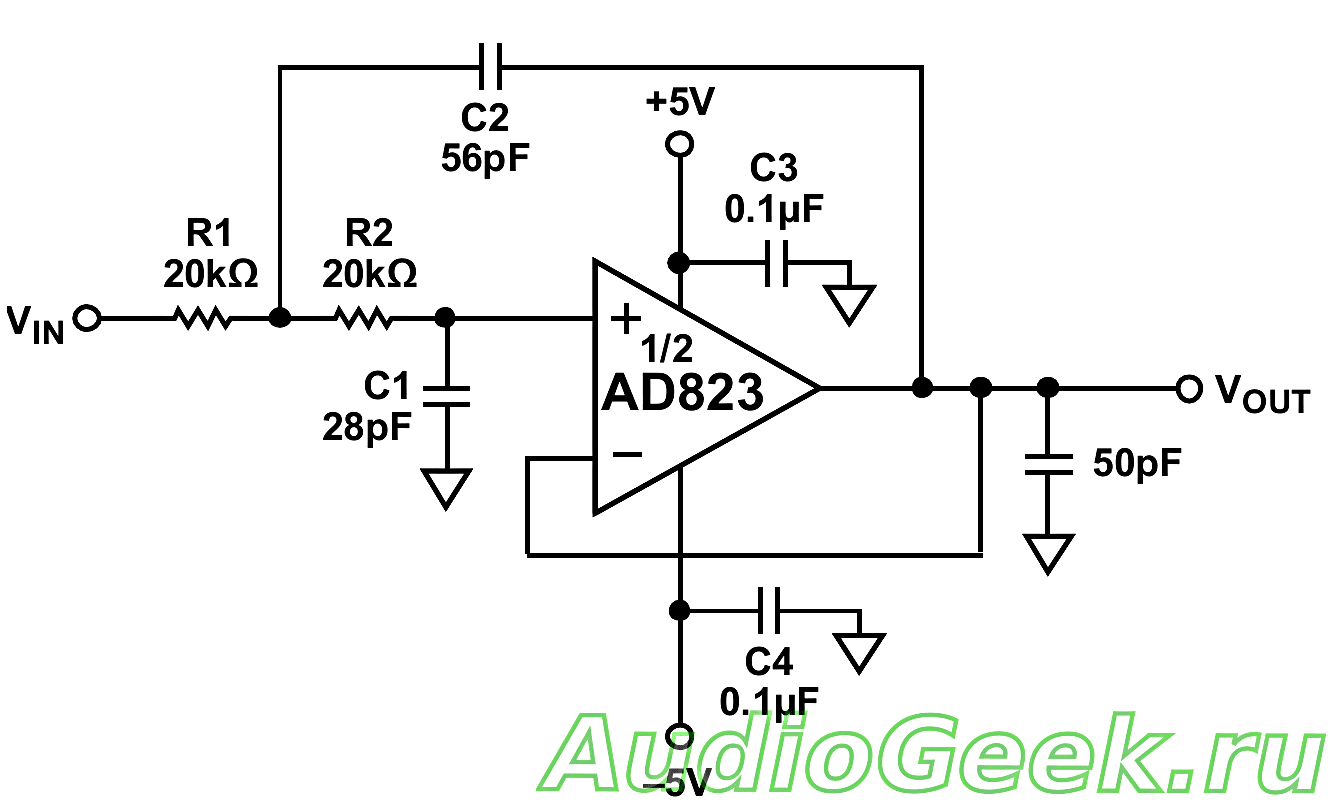 C2
56pF
+5V
C3
0.1µF
R1
20kΩ
R2
20kΩ
VIN
+
1/2
AD823
–
C1
28pF
VOUT
50pF
C4
0.1µF
–5V
AudioGeek.ru